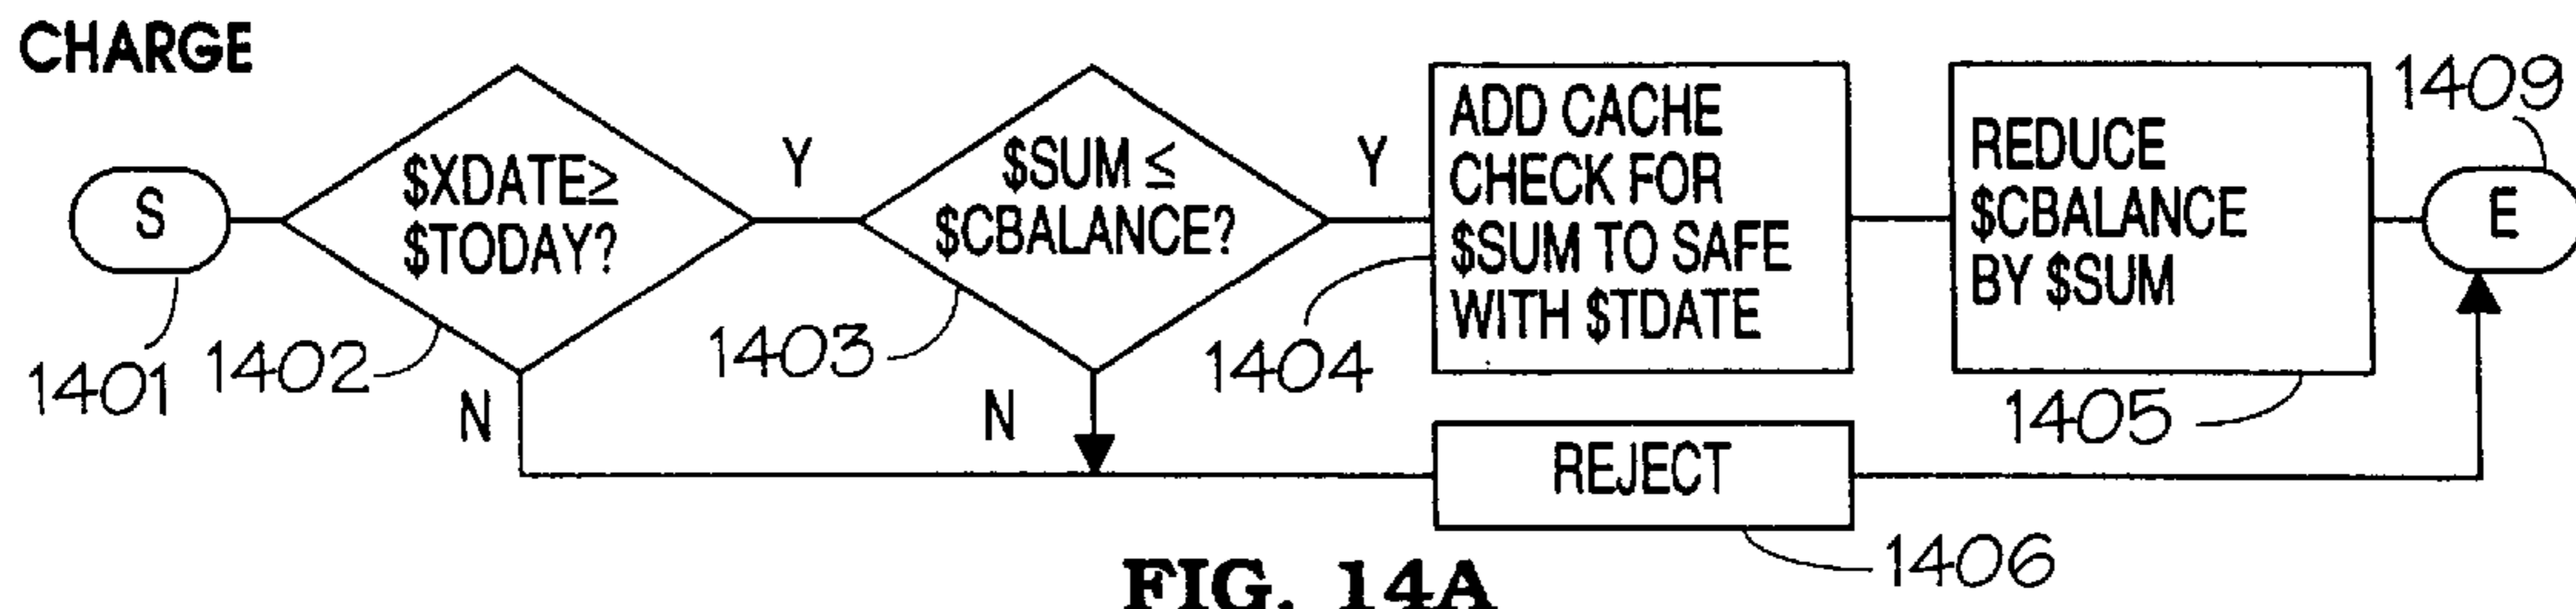 CHARGE
S
1401
$XDATE≥
$TODAY?
1402
Y
N
$SUM ≤
$CBALANCE?
1403
Y
N
ADD CACHE
CHECK FOR
$SUM TO SAFE
WITH $TDATE
1404
REDUCE
$CBALANCE
BY $SUM
1405
1409
E
REJECT
1406
FIG. 14A